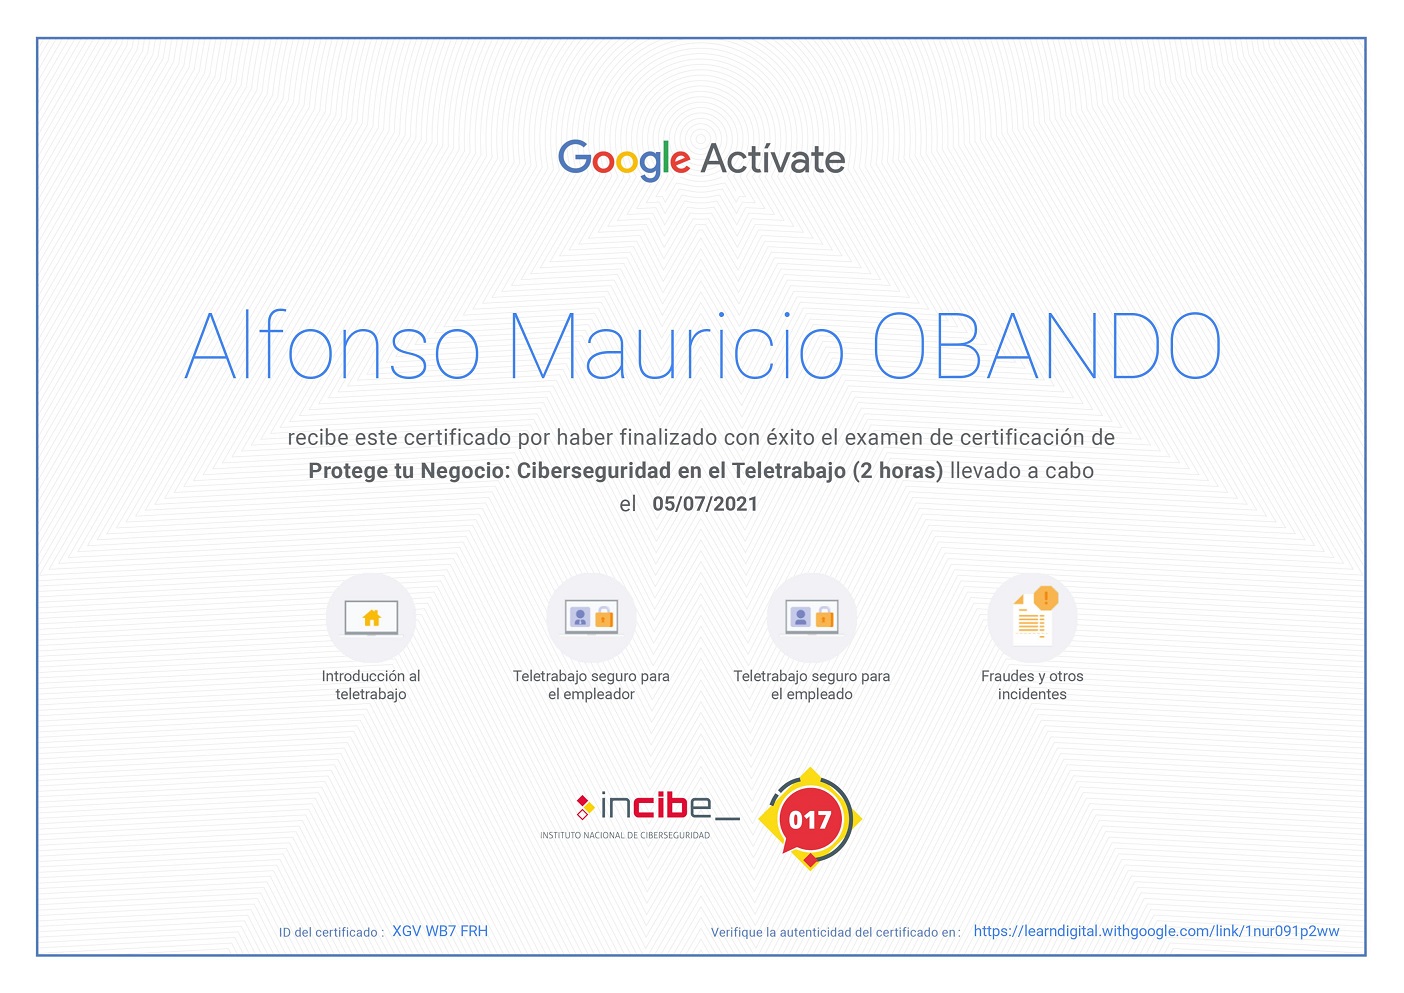 Google Actívate
Alfonso Mauricio OBANDO
recibe este certificado por haber finalizado con éxito el examen de certificación de
Protege tu Negocio: Ciberseguridad en el Teletrabajo (2 horas) llevado a cabo
el 05/07/2021
Introducción al
teletrabajo
Teletrabajo seguro para
el empleador
Teletrabajo seguro para
el empleado
Fraudes y otros
incidentes
incibe_
INSTITUTO NACIONAL DE CIBERSEGURIDAD
017
ID del certificado : XGV WB7 FRH
Verifique la autenticidad del certificado en : https://learndigital.withgoogle.com/link/1nur091p2ww